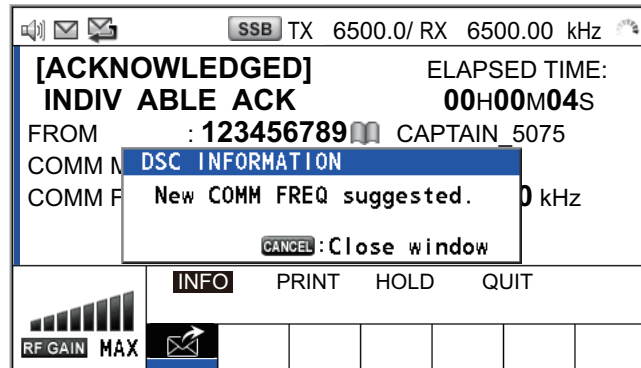 SSB TX 6500.0/ RX 6500.00 kHz
[ACKNOWLEDGED] ELAPSED TIME:
INDIV ABLE ACK 00H00M04S
FROM : 123456789 CAPTAIN_5075
COMM M
DSC INFORMATION
COMM F
New COMM FREQ suggested.
0 kHz
CANCEL:Close window
INFO PRINT HOLD QUIT
RF GAIN MAX